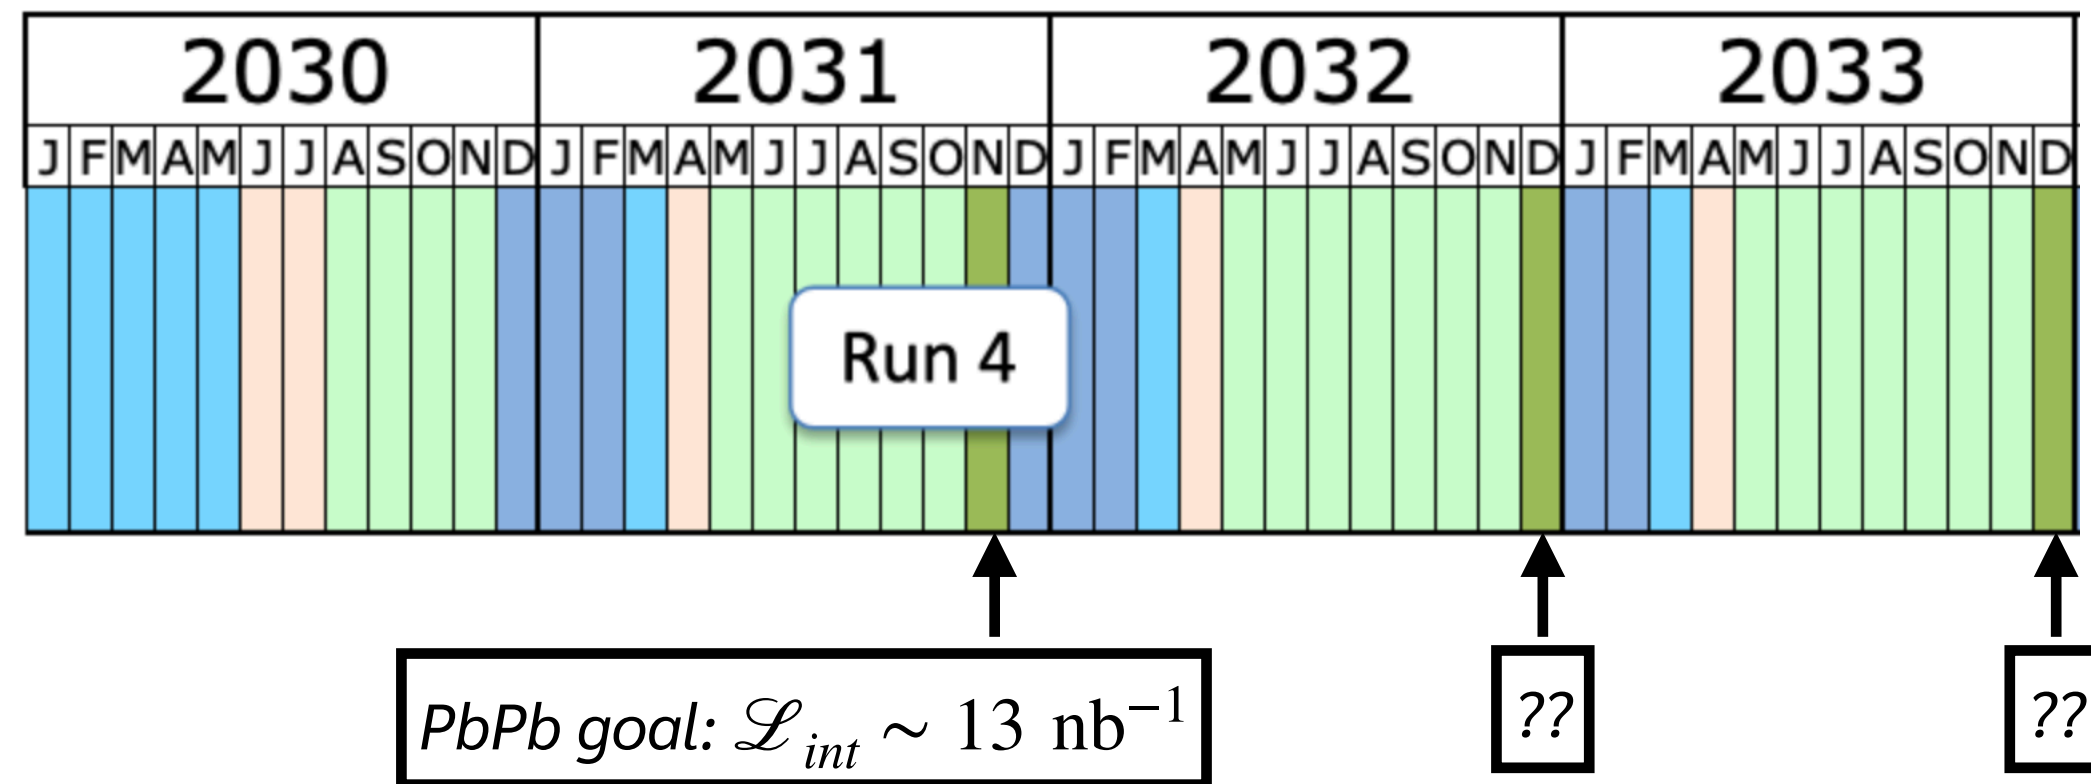 2030 2031 2032 2033
J F M A M J J A S O N D J F M A M J J A S O N D J F M A M J J A S O N D J F M A M J J A S O N D
Run 4
PbPb goal: ℒ_int ~ 13 nb⁻¹ ?? ??